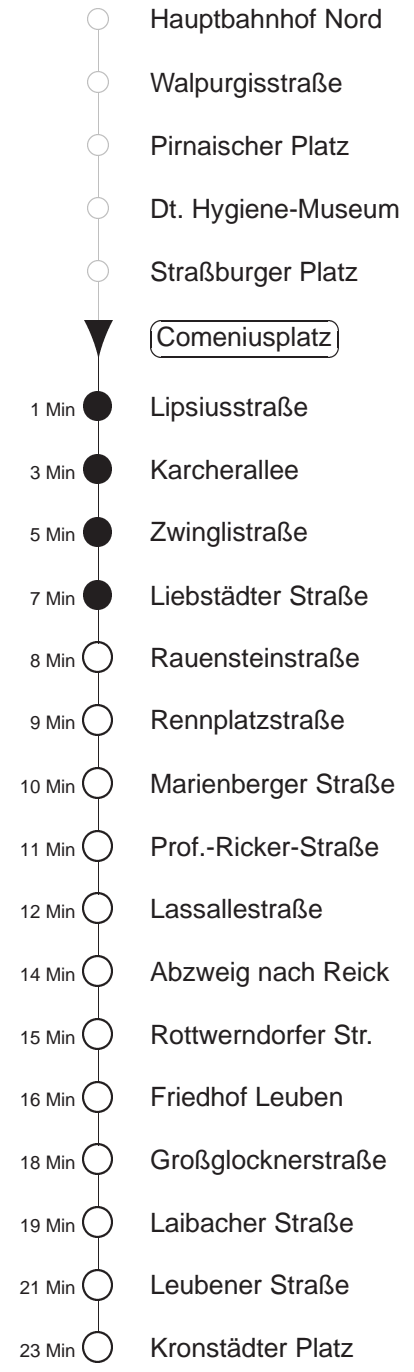 Hauptbahnhof Nord
Walpurgisstraße
Pirnaischer Platz
Dt. Hygiene-Museum
Straßburger Platz
Comeniusplatz
1 Min Lipsiusstraße
3 Min Karcherallee
5 Min Zwinglistraße
7 Min Liebstädter Straße
8 Min Rauensteinstraße
9 Min Rennplatzstraße
10 Min Marienberger Straße
11 Min Prof.-Ricker-Straße
12 Min Lassallestraße
14 Min Abzweig nach Reick
15 Min Rottwerndorfer Str.
16 Min Friedhof Leuben
18 Min Großglocknerstraße
19 Min Laibacher Straße
21 Min Leubener Straße
23 Min Kronstädter Platz